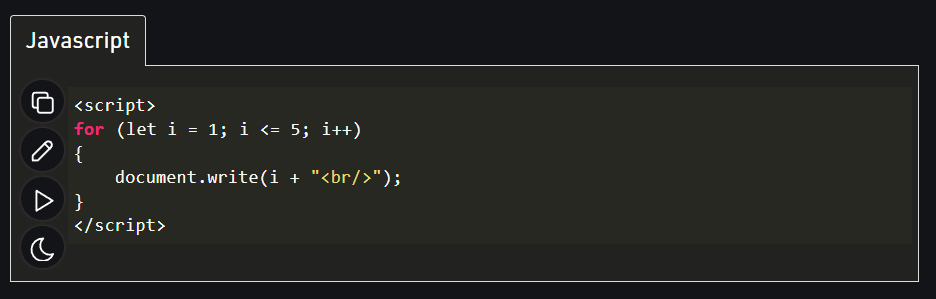 Javascript
<script>
for (let i = 1; i <= 5; i++)
{
    document.write(i + "<br/>");
}
</script>